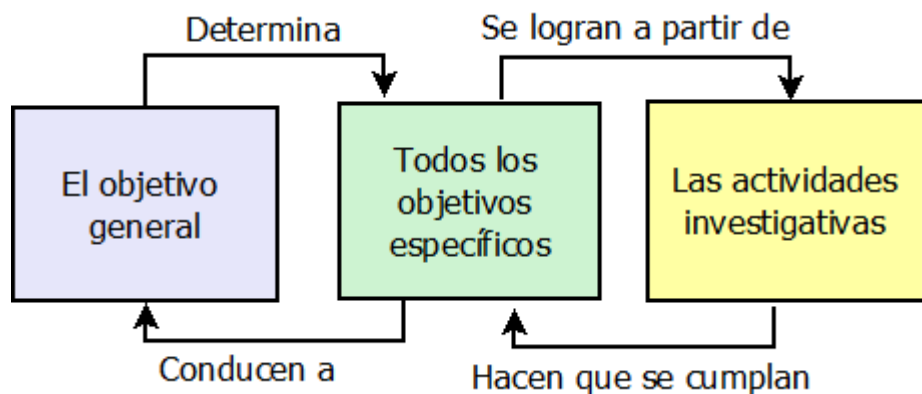 Determina
Se logran a partir de
El objetivo
general
Todos los
objetivos
específicos
Las actividades
investigativas
Conducen a
Hacen que se cumplan